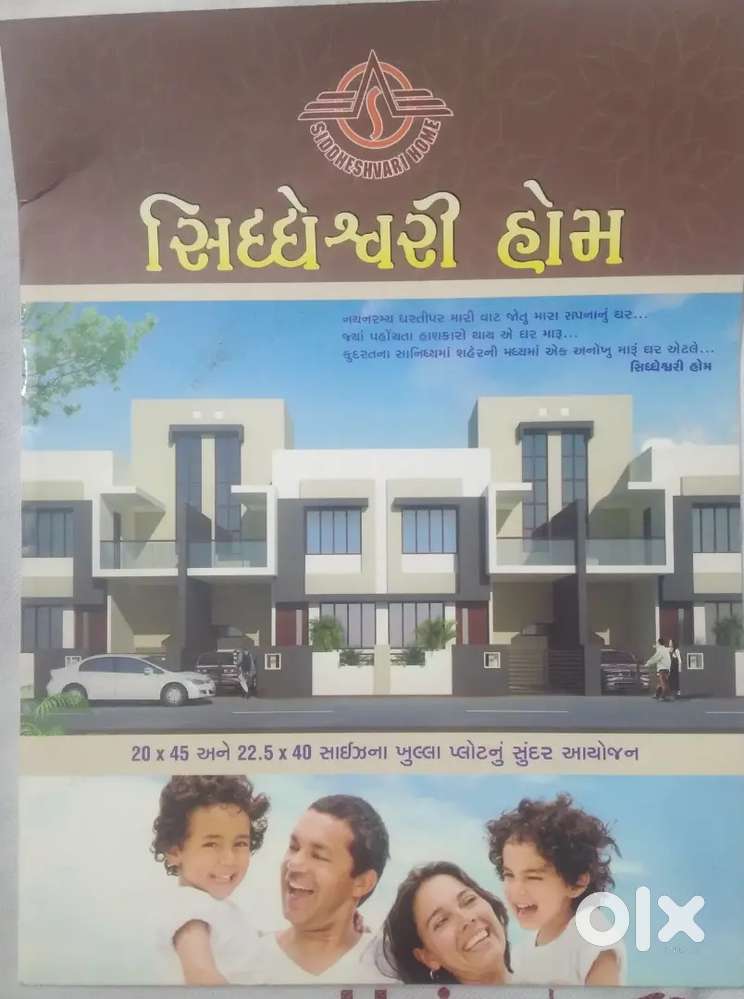 SIDDHESHVARI HOME
સિધ્ધેશ્વરી હોમ
નયનરમ્ય ધરતીપર મારી વાટ જોતુ મારા સપનાનું ઘર...
જ્યાં પહોંચતા હાશકારો થાય એ ઘર મારૂ...
કુદરતના સાનિધ્યમાં શહેરની મધ્યમાં એક અનોખુ મારૂં ઘર એટલે...
સિધ્ધેશ્વરી હોમ
20 x 45 અને 22.5 x 40 સાઈઝના ખુલ્લા પ્લોટનું સુંદર આયોજન
olx